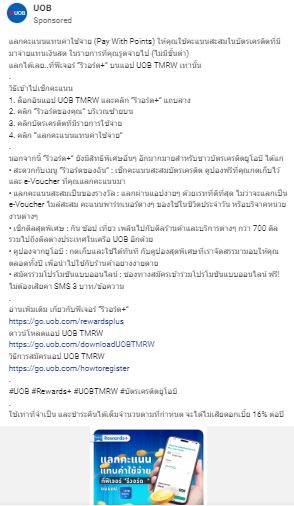 UOB
UOB
Sponsored
แลกคะแนนแทนค่าใช้จ่าย (Pay With Points) ให้คุณใช้คะแนนสะสมในบัตรเครดิตที่มี
มาจ่ายแทนเงินสด ในรายการที่คุณรูดจ่ายไป (ไม่มีขั้นต่ำ)
แลกได้เลย..ที่ฟีเจอร์ "รีวอร์ด+" บนแอป UOB TMRW เท่านั้น
.
วิธีเข้าไปเช็กคะแนน
1. ล็อกอินแอป UOB TMRW และคลิก "รีวอร์ด+" แถบล่าง
2. คลิก "รีวอร์ดของคุณ" บริเวณซ้ายบน
3. คลิกบัตรเครดิตที่มีรายการใช้จ่าย
4. คลิก "แลกคะแนนแทนค่าใช้จ่าย"
.
นอกจากนี้ "รีวอร์ด+" ยังมีสิทธิพิเศษอื่นๆ อีกมากมายสำหรับชาวบัตรเครดิตยูโอบี ได้แก่
• สะดวกกับเมนู "รีวอร์ดของฉัน" : เช็กคะแนนสะสมบัตรเครดิต คูปองฟรีที่คุณกดเก็บไว้
และ e-Voucher ที่คุณแลกคะแนนมา
• แลกคะแนนสะสมเป็นของรางวัล : แลกผ่านแอปง่ายๆ ด้วยเรทที่ดีที่สุด ไม่ว่าจะแลกเป็น
e-Voucher ไมล์สะสม คะแนนพาร์ทเนอร์ต่างๆ ของใช้ในชีวิตประจำวัน หรือบริจาคหน่วย
งานต่างๆ
• เช็กดีลสุดพิเศษ : กิน ช้อป เที่ยว เพลินไปกับดีลร้านค้าและบริการต่างๆ กว่า 700 ดีล
รวมไปถึงดีลต่างประเทศในเครือ UOB อีกด้วย
• คูปองจากยูโอบี : กดเก็บและใช้ได้ทันที กับคูปองสุดพิเศษที่เราจัดสรรมามอบให้คุณ
ตลอดทั้งปี เพื่อนำไปใช้กับร้านค้าอย่างง่ายดาย
• สมัครร่วมโปรโมชันแบบออนไลน์ : ช่องทางสมัครเข้าร่วมโปรโมชันแบบออนไลน์ ฟรี!
ไม่ต้องเสียค่า SMS 3 บาท/ข้อความ
.
อ่านเพิ่มเติม เกี่ยวกับฟีเจอร์ "รีวอร์ด+"
https://go.uob.com/rewardsplus
ดาวน์โหลดแอป UOB TMRW
https://go.uob.com/downloadUOBTMRW
วิธีการสมัครแอป UOB TMRW
https://go.uob.com/howtoregister
.
#UOB #Rewards+ #UOBTMRW #บัตรเครดิตยูโอบี
.
ใช้เท่าที่จำเป็น และชำระคืนได้เต็มจำนวนตามที่กำหนด จะได้ไม่เสียดอกเบี้ย 16% ต่อปี
Rewards+
แลกคะแนน
แทนค่าใช้จ่าย
ที่ฟีเจอร์ "รีวอร์ด+"